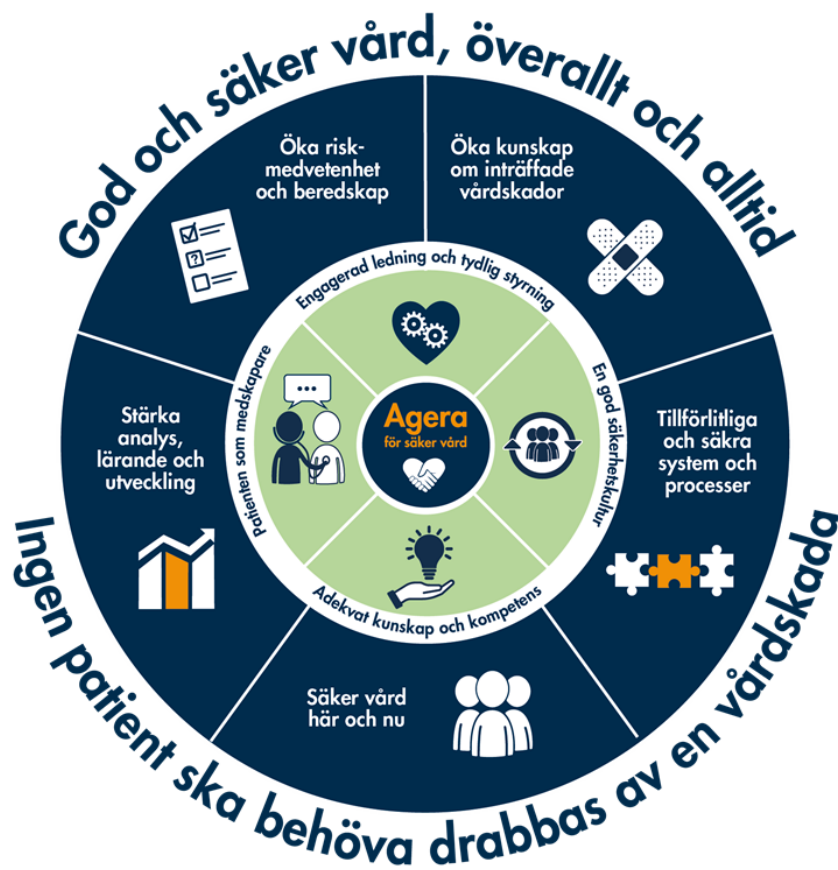 God och säker vård, överallt och alltid
Öka risk-
medvetenhet
och beredskap
Öka kunskap
om inträffade
vårdskador
Engagerad ledning och tydlig styrning
Patienten som medskapare
En god säkerhetskultur
Adekvat kunskap och kompetens
Agera
för säker vård
Stärka
analys,
lärande och
utveckling
Tillförlitliga
och säkra
system och
processer
Säker vård
här och nu
Ingen patient ska behöva drabbas av en vårdskada